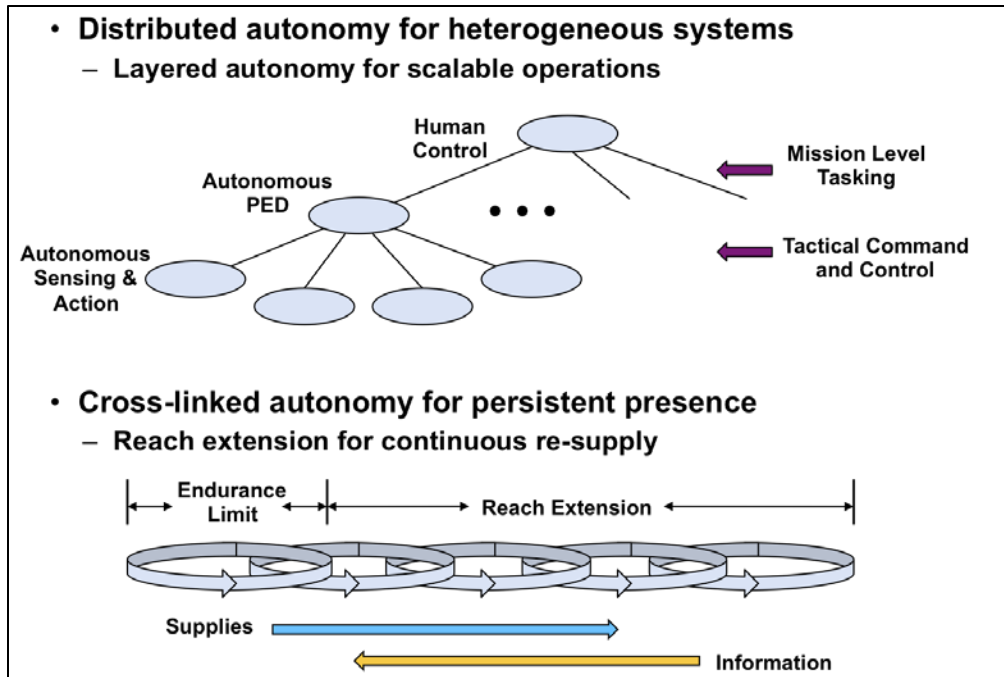 • Distributed autonomy for heterogeneous systems
– Layered autonomy for scalable operations
Human
Control
Mission Level
Tasking
Autonomous
PED
• • •
Autonomous
Sensing &
Action
Tactical Command
and Control
• Cross-linked autonomy for persistent presence
– Reach extension for continuous re-supply
Endurance
Limit
Reach Extension
Supplies
Information